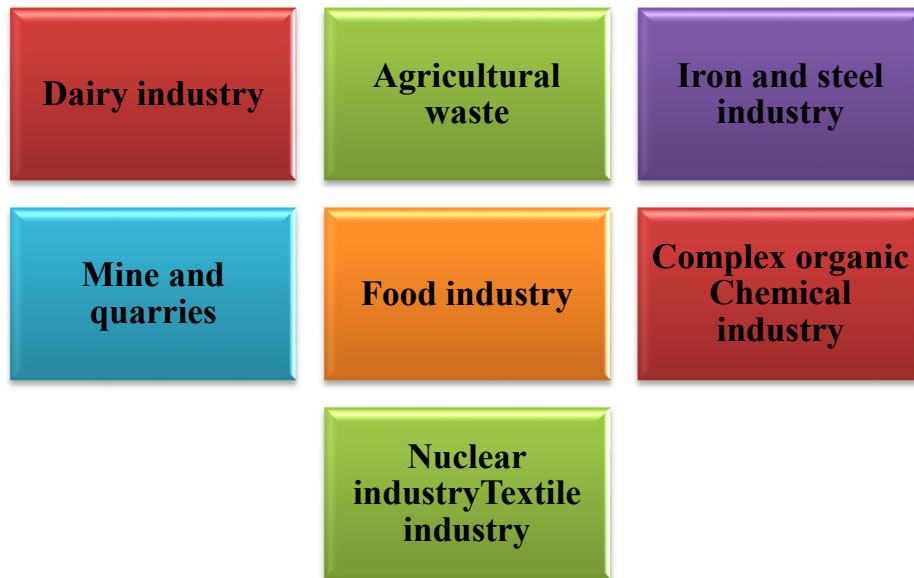 Dairy industry
Agricultural
waste
Iron and steel
industry
Mine and
quarries
Food industry
Complex organic
Chemical
industry
Nuclear
industryTextile
industry